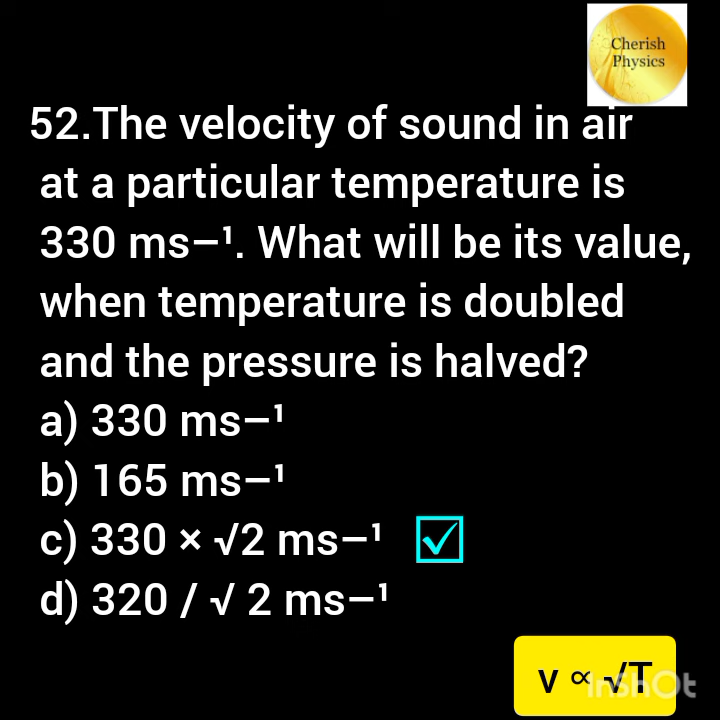 Cherish
Physics
52.The velocity of sound in air
at a particular temperature is
330 ms–¹. What will be its value,
when temperature is doubled
and the pressure is halved?
a) 330 ms–¹
b) 165 ms–¹
c) 330 × √2 ms–¹ ☑
d) 320 / √ 2 ms–¹
v ∝ √T
InShOt